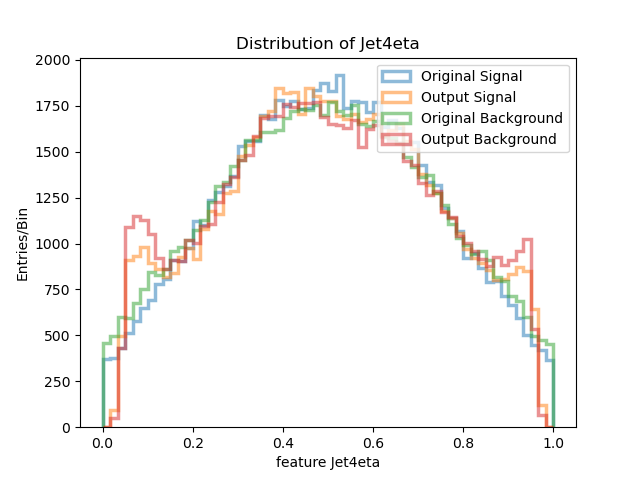 Distribution of Jet4eta
Original Signal
Output Signal
Original Background
Output Background
Entries/Bin
2000
1750
1500
1250
1000
750
500
250
0
0.0 0.2 0.4 0.6 0.8 1.0
feature Jet4eta